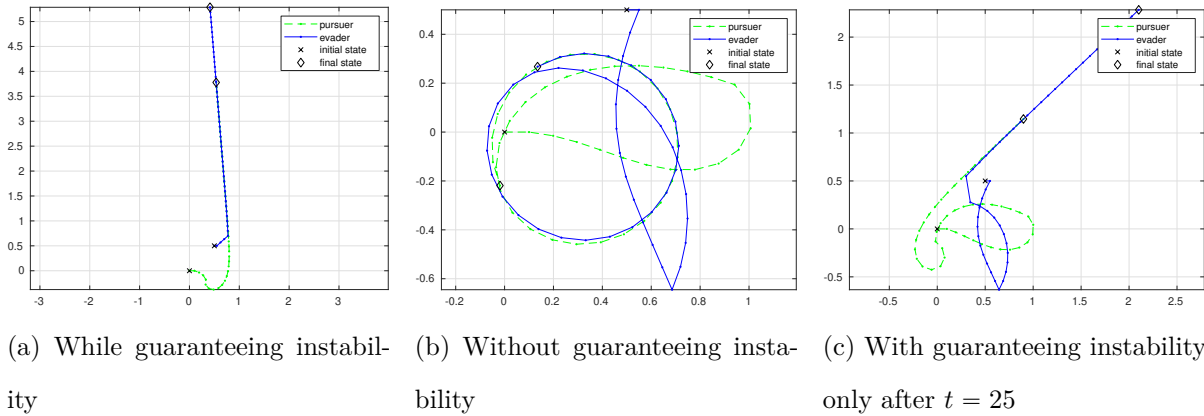 5
4.5
4
3.5
3
2.5
2
1.5
1
0.5
0
-3
-2
-1
0
1
2
3
pursuer
evader
initial state
final state
0.4
0.2
0
-0.2
-0.4
-0.6
-0.2
0
0.2
0.4
0.6
0.8
1
pursuer
evader
initial state
final state
2
1.5
1
0.5
0
-0.5
-0.5
0
0.5
1
1.5
2
2.5
pursuer
evader
initial state
final state
(a) While guaranteeing instabil-
ity
(b) Without guaranteeing insta-
bility
(c) With guaranteeing instability
only after t = 25